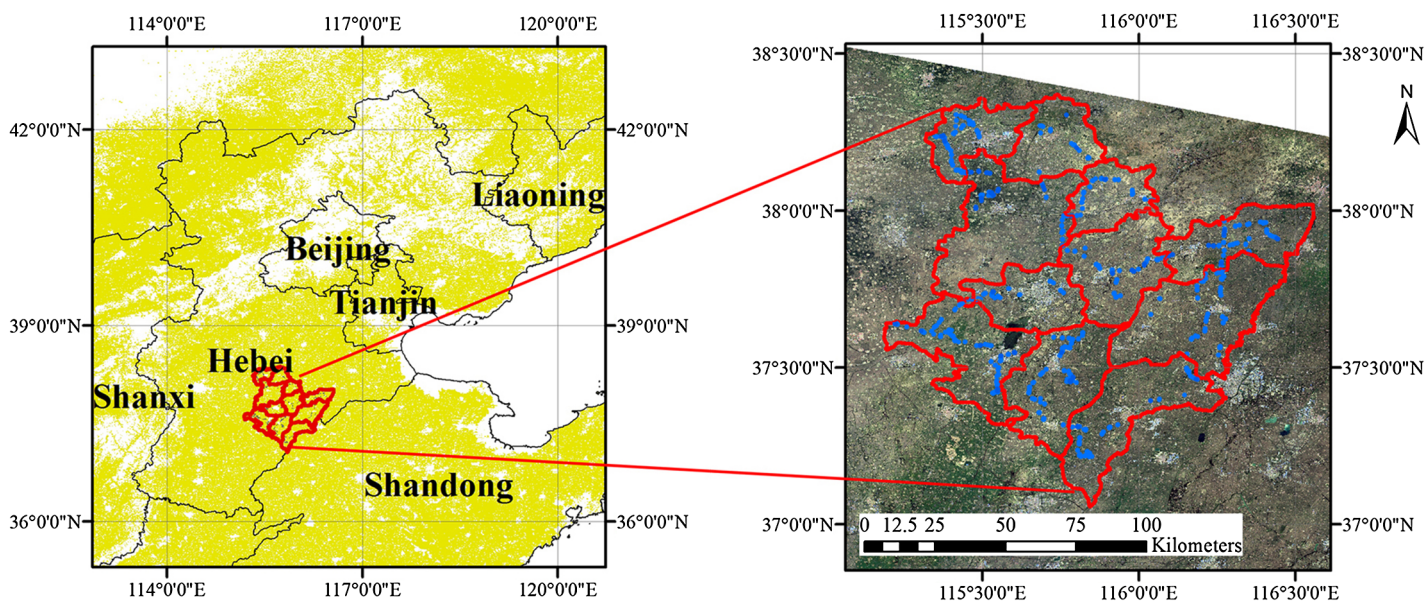 114°0'0"E 117°0'0"E 120°0'0"E
42°0'0"N 42°0'0"N
Liaoning
Beijing
Tianjin
39°0'0"N 39°0'0"N
Hebei
Shanxi
Shandong
36°0'0"N 36°0'0"N
114°0'0"E 117°0'0"E 120°0'0"E
115°30'0"E 116°0'0"E 116°30'0"E
38°30'0"N 38°30'0"N
N
38°0'0"N 38°0'0"N
37°30'0"N 37°30'0"N
37°0'0"N 37°0'0"N
0 12.5 25 50 75 100
Kilometers
115°30'0"E 116°0'0"E 116°30'0"E